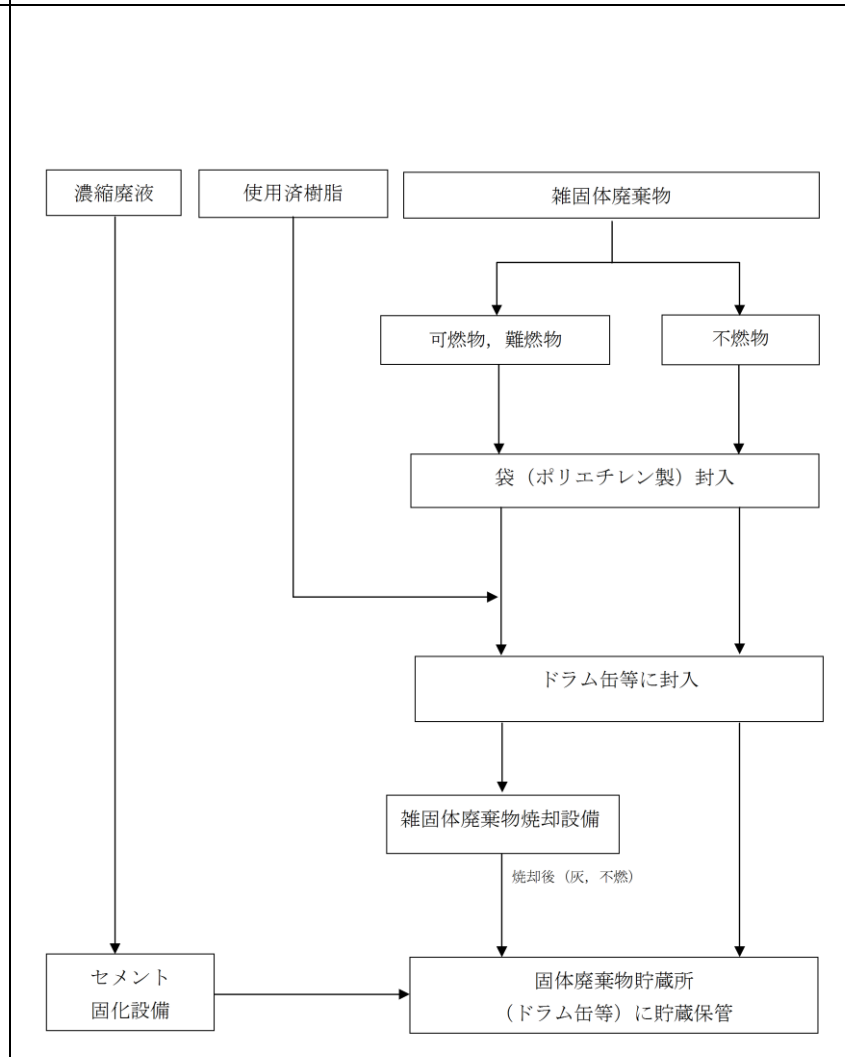 濃縮廃液
使用済樹脂
雑固体廃棄物
可燃物，難燃物
不燃物
袋（ポリエチレン製）封入
ドラム缶等に封入
雑固体廃棄物焼却設備
焼却後（灰，不燃）
セメント
固化設備
固体廃棄物貯蔵所
（ドラム缶等）に貯蔵保管